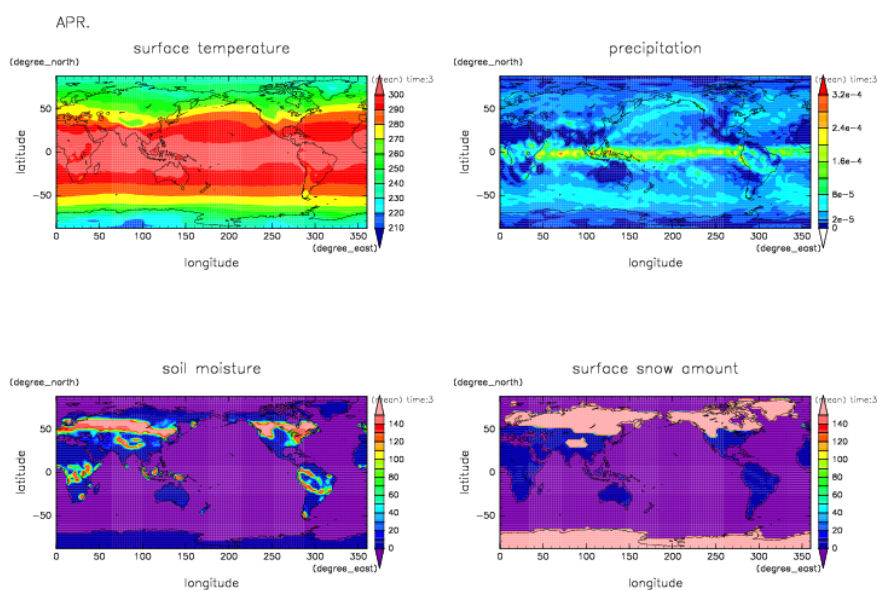 APR.
surface temperature
(degree_north)
(mean) time:3
latitude
50
0
−50
300
290
280
270
260
250
240
230
220
210
0 50 100 150 200 250 300 350
(degree_east)
longitude
precipitation
(degree_north)
(mean) time:3
latitude
50
0
−50
3.2e−4
2.4e−4
1.6e−4
8e−5
2e−5
0
0 50 100 150 200 250 300 350
(degree_east)
longitude
soil moisture
(degree_north)
(mean) time:3
latitude
50
0
−50
140
120
100
80
60
40
20
0
0 50 100 150 200 250 300 350
(degree_east)
longitude
surface snow amount
(degree_north)
(mean) time:3
latitude
50
0
−50
140
120
100
80
60
40
20
0
0 50 100 150 200 250 300 350
(degree_east)
longitude